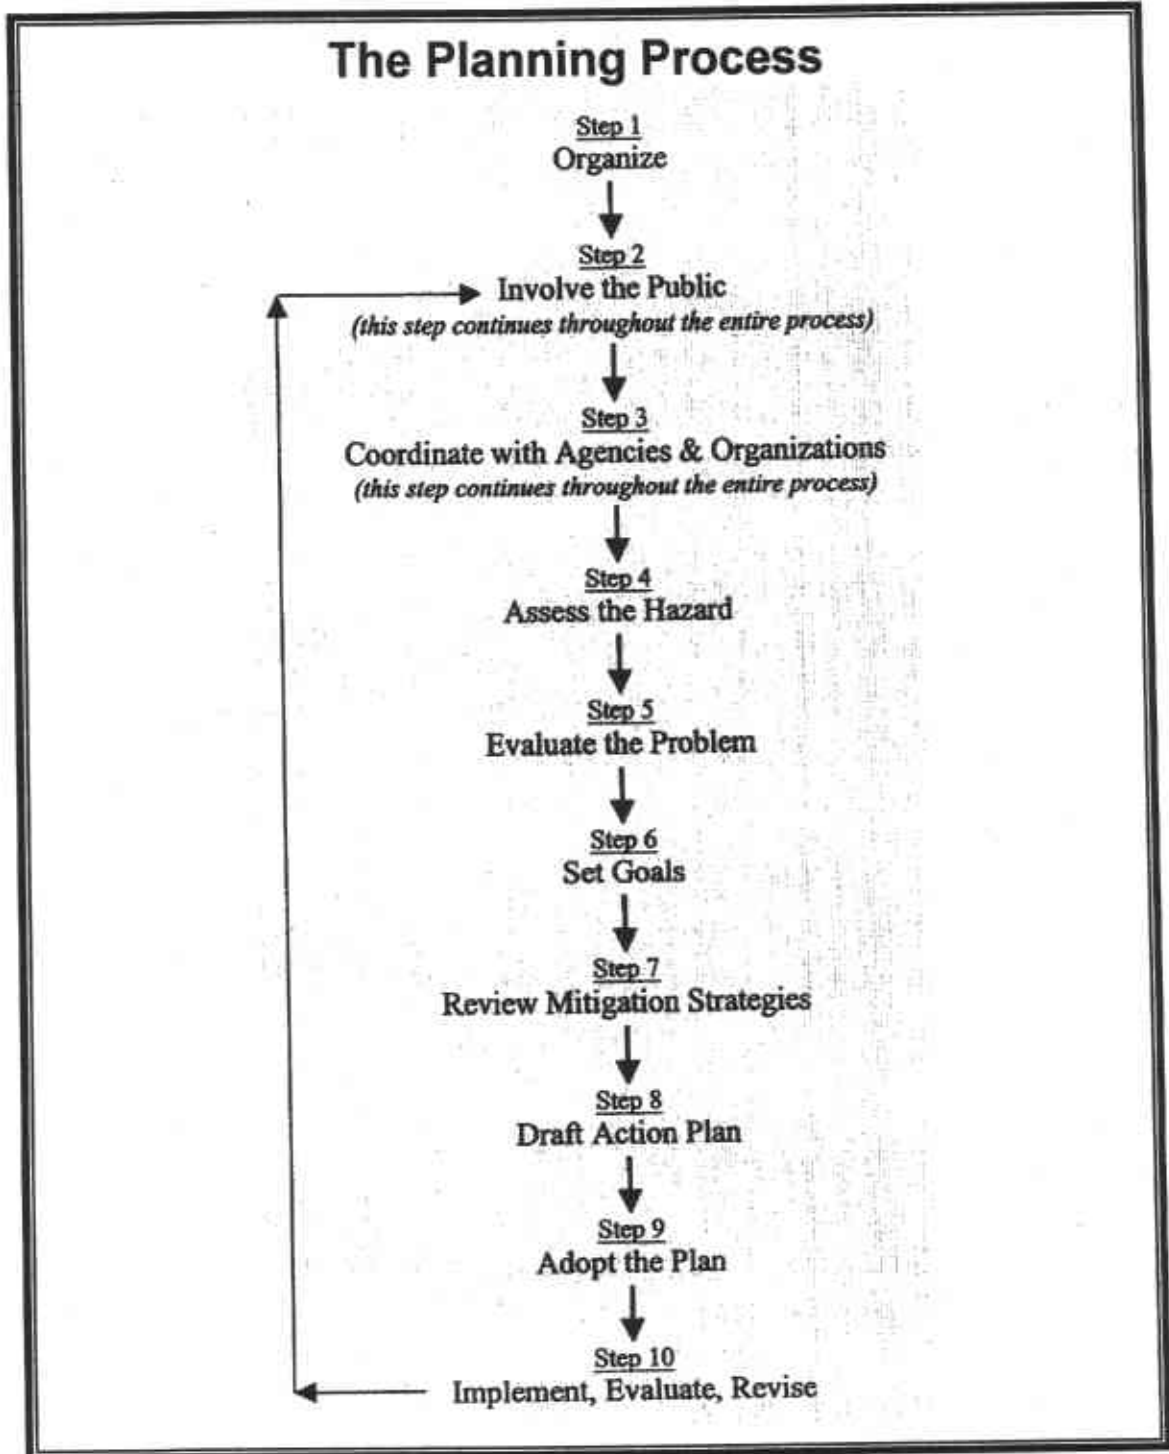 The Planning Process
Step 1
Organize
Step 2
Involve the Public
(this step continues throughout the entire process)
Step 3
Coordinate with Agencies & Organizations
(this step continues throughout the entire process)
Step 4
Assess the Hazard
Step 5
Evaluate the Problem
Step 6
Set Goals
Step 7
Review Mitigation Strategies
Step 8
Draft Action Plan
Step 9
Adopt the Plan
Step 10
Implement, Evaluate, Revise